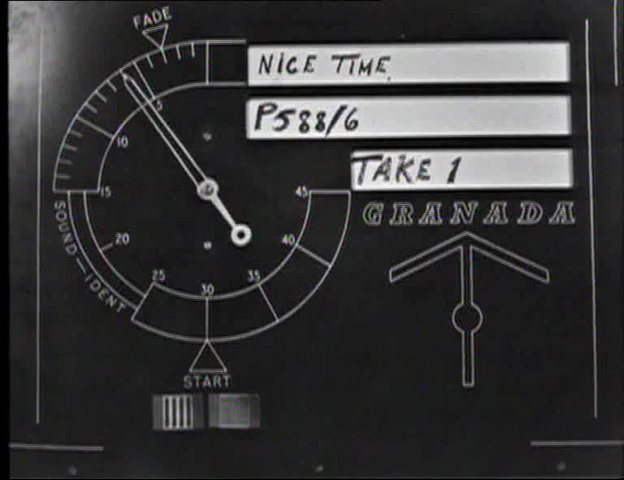 FADE
NICE TIME
P588/6
TAKE 1
GRANADA
5
10
15
20
25
30
35
40
45
SOUND-IDENT
START